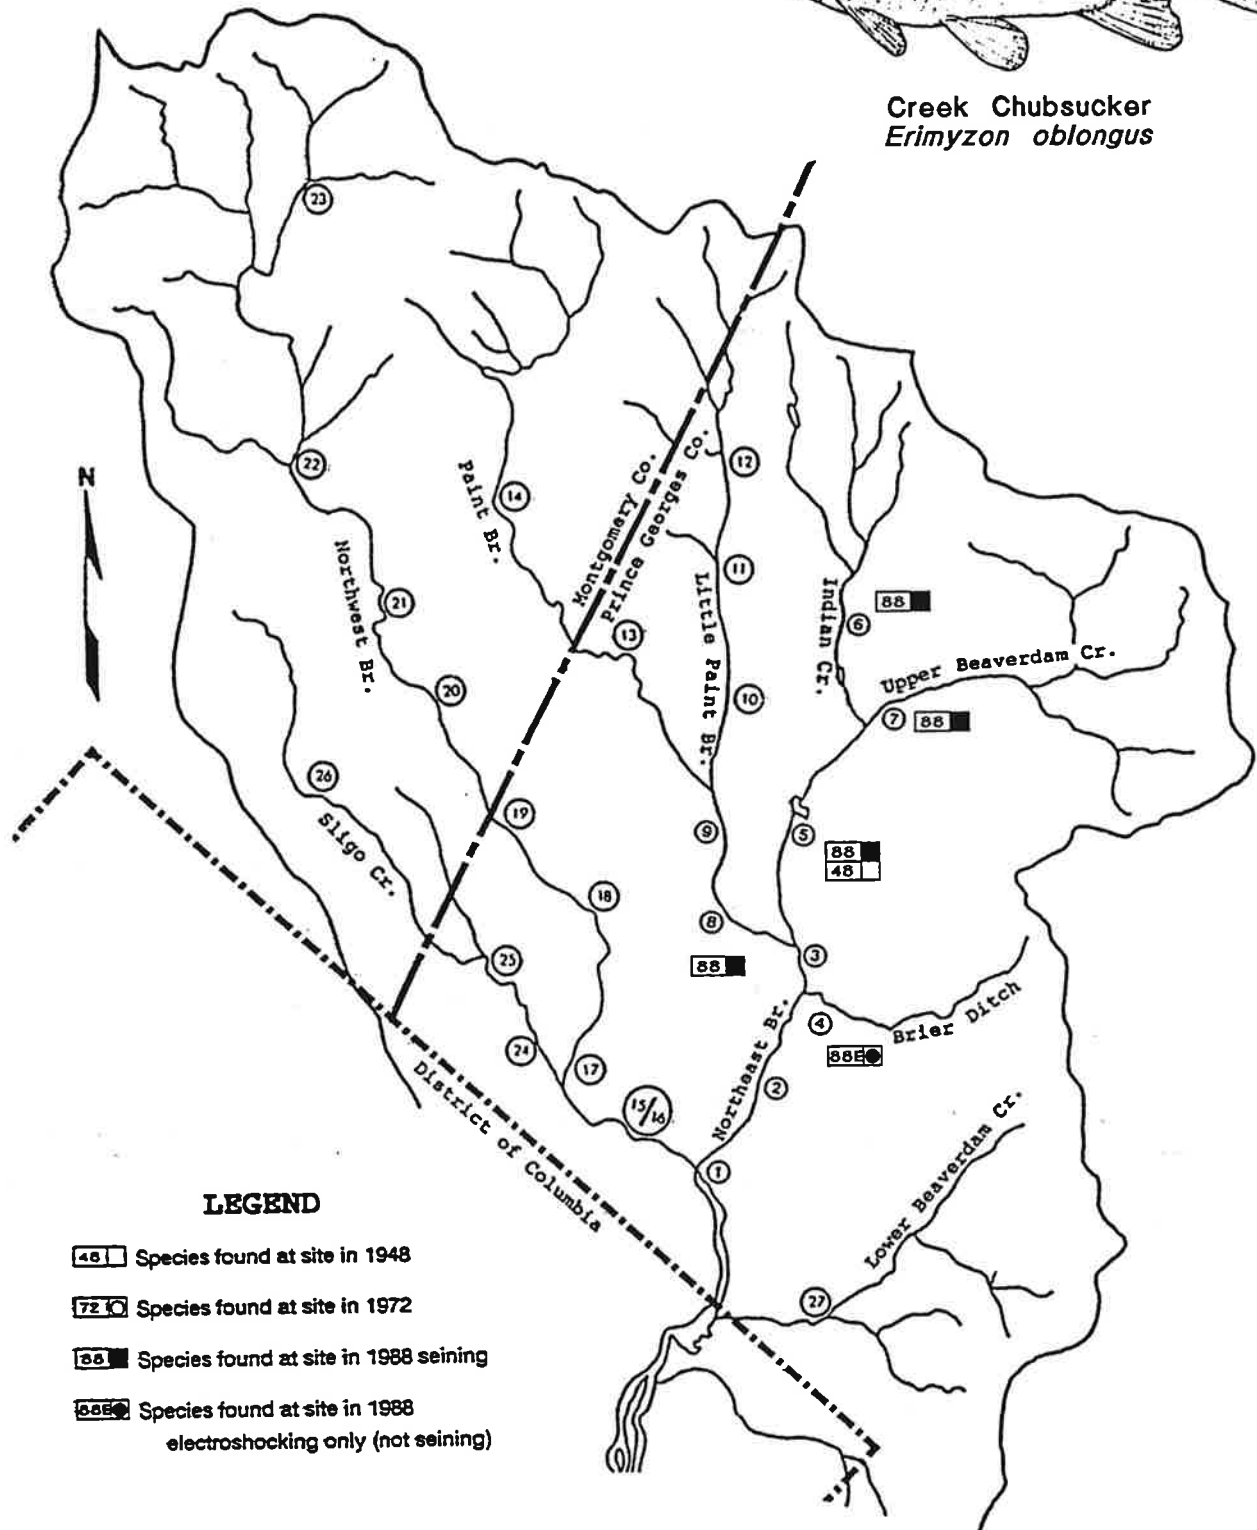 Creek Chubsucker
Erimyzon oblongus
23
N
22
Paint Br.
14
12
Montgomery Co.
Prince Georges Co.
11
Northwest Br.
21
Little Paint Br.
13
Indian Cr.
6
88
Upper Beaverdam Cr.
20
10
7
88
26
19
9
5
88
48
Sligo Cr.
18
8
88
3
25
4
Brier Ditch
88E
24
17
Northeast Br.
2
15/16
1
District of Columbia
Lower Beaverdam Cr.
27
LEGEND
48 Species found at site in 1948
72 Species found at site in 1972
88 Species found at site in 1988 seining
88E Species found at site in 1988
electroshocking only (not seining)